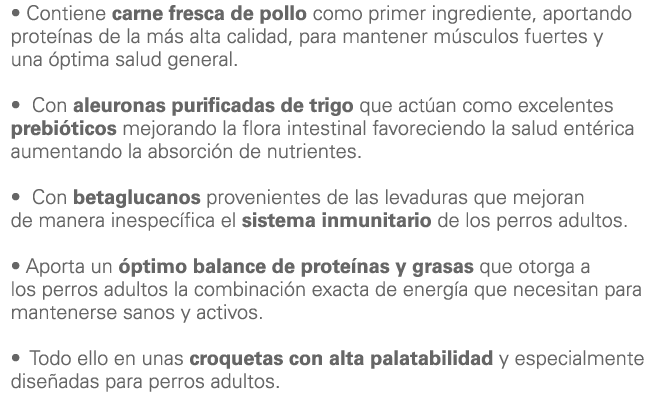 • Contiene carne fresca de pollo como primer ingrediente, aportando
proteínas de la más alta calidad, para mantener músculos fuertes y
una óptima salud general.
• Con aleuronas purificadas de trigo que actúan como excelentes
prebióticos mejorando la flora intestinal favoreciendo la salud entérica
aumentando la absorción de nutrientes.
• Con betaglucanos provenientes de las levaduras que mejoran
de manera inespecífica el sistema inmunitario de los perros adultos.
• Aporta un óptimo balance de proteínas y grasas que otorga a
los perros adultos la combinación exacta de energía que necesitan para
mantenerse sanos y activos.
• Todo ello en unas croquetas con alta palatabilidad y especialmente
diseñadas para perros adultos.